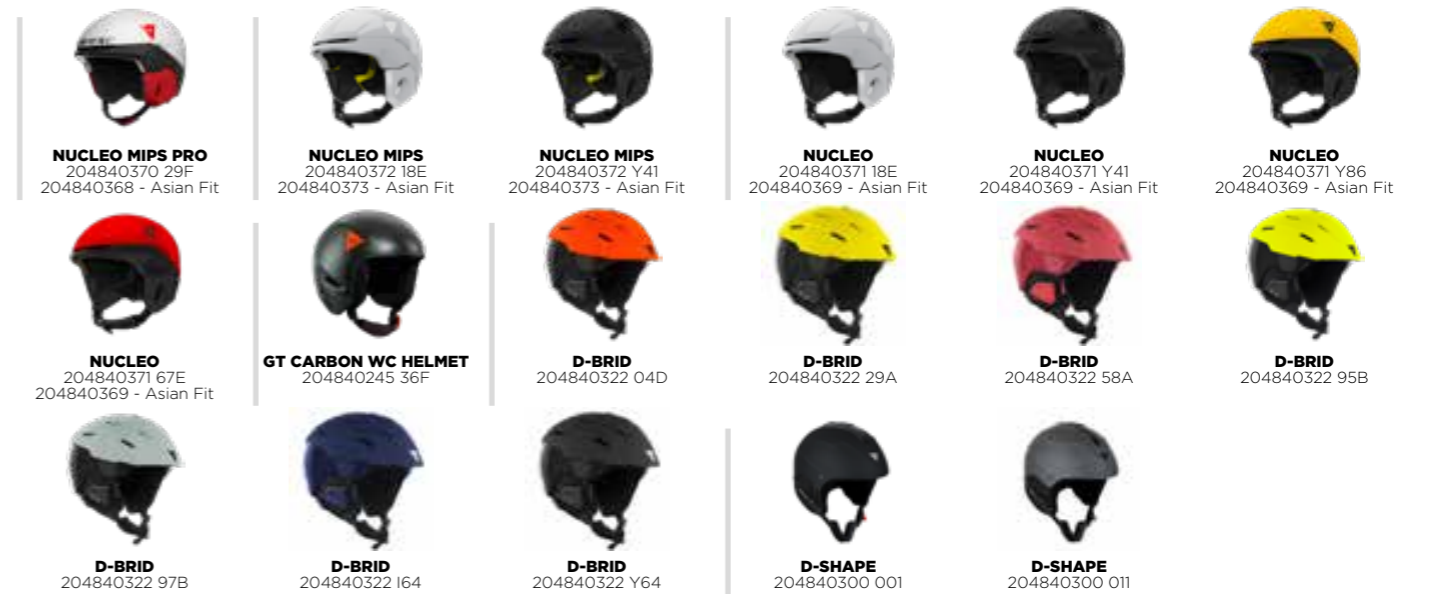 NUCLEO MIPS PRO
204840370 29F
204840368 - Asian Fit
NUCLEO MIPS
204840372 18E
204840373 - Asian Fit
NUCLEO MIPS
204840372 Y41
204840373 - Asian Fit
NUCLEO
204840371 18E
204840369 - Asian Fit
NUCLEO
204840371 Y41
204840369 - Asian Fit
NUCLEO
204840371 Y86
204840369 - Asian Fit
NUCLEO
204840371 67E
204840369 - Asian Fit
GT CARBON WC HELMET
204840245 36F
D-BRID
204840322 04D
D-BRID
204840322 29A
D-BRID
204840322 58A
D-BRID
204840322 95B
D-BRID
204840322 97B
D-BRID
204840322 I64
D-BRID
204840322 Y64
D-SHAPE
204840300 001
D-SHAPE
204840300 011